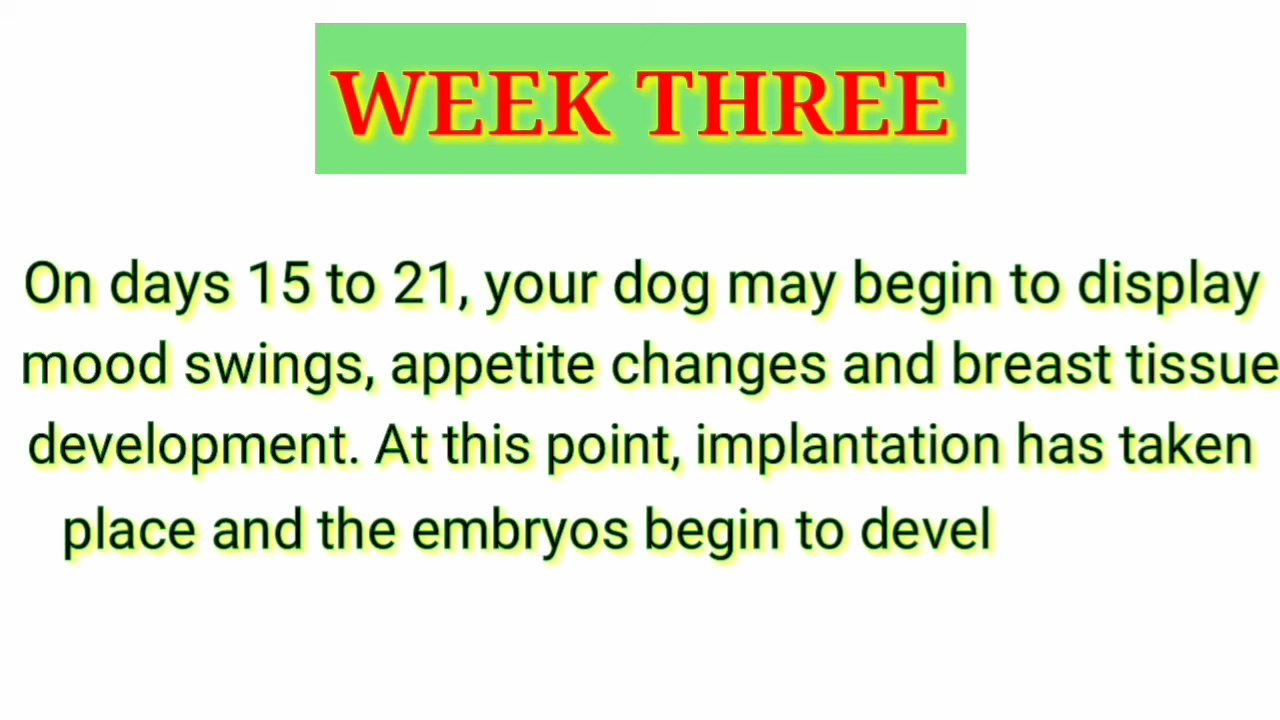 WEEK THREE
On days 15 to 21, your dog may begin to display
mood swings, appetite changes and breast tissue
development. At this point, implantation has taken
place and the embryos begin to devel